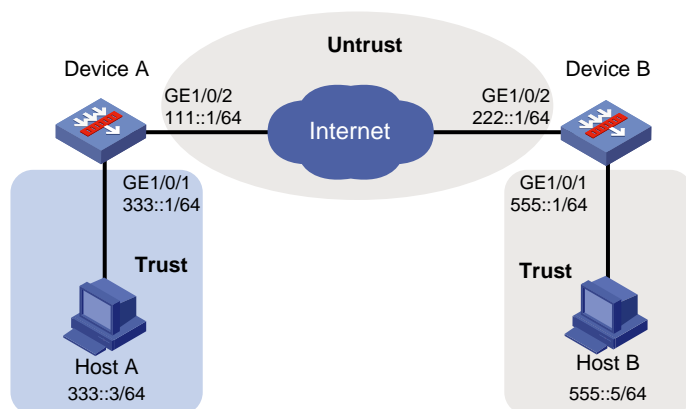 Untrust
Device A
Device B
GE1/0/2
111::1/64
Internet
GE1/0/2
222::1/64
GE1/0/1
333::1/64
GE1/0/1
555::1/64
Trust
Trust
Host A
333::3/64
Host B
555::5/64